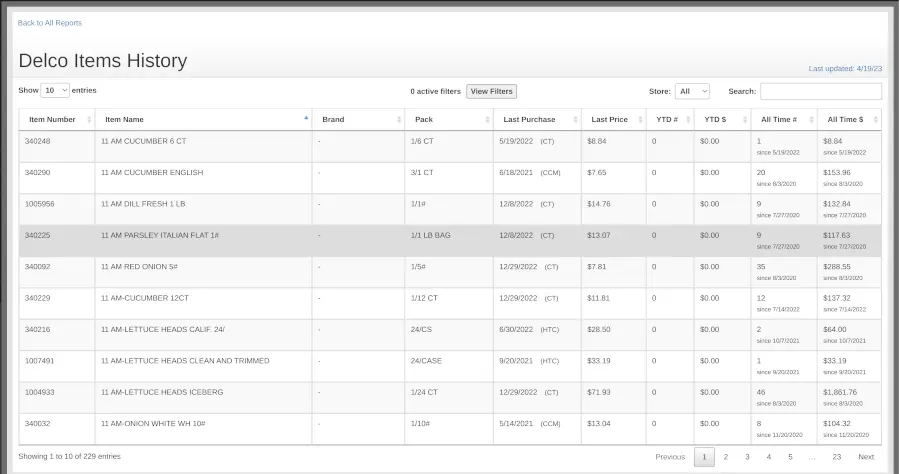 Back to All Reports
Delco Items History
Last updated: 4/19/23
Show 10 entries 0 active filters View Filters Store: All Search:
Item Number Item Name Brand Pack Last Purchase Last Price YTD # YTD $ All Time # All Time $
340248 11 AM CUCUMBER 6 CT - 1/6 CT 5/19/2022 (CT) $8.84 0 $0.00 1 $8.84
since 5/19/2022 since 5/19/2022
340290 11 AM CUCUMBER ENGLISH - 3/1 CT 6/18/2021 (CCM) $7.65 0 $0.00 20 $153.96
since 8/3/2020 since 8/3/2020
1005956 11 AM DILL FRESH 1 LB - 1/1# 12/8/2022 (CT) $14.76 0 $0.00 9 $132.84
since 7/27/2020 since 7/27/2020
340225 11 AM PARSLEY ITALIAN FLAT 1# - 1/1 LB BAG 12/8/2022 (CT) $13.07 0 $0.00 9 $117.63
since 7/27/2020 since 7/27/2020
340092 11 AM RED ONION 5# - 1/5# 12/29/2022 (CT) $7.81 0 $0.00 35 $288.55
since 8/3/2020 since 8/3/2020
340229 11 AM-CUCUMBER 12CT - 1/12 CT 12/29/2022 (CT) $11.81 0 $0.00 12 $137.32
since 7/14/2022 since 7/14/2022
340216 11 AM-LETTUCE HEADS CALIF. 24/ - 24/CS 6/30/2022 (HTC) $28.50 0 $0.00 2 $64.00
since 10/7/2021 since 10/7/2021
1007491 11 AM-LETTUCE HEADS CLEAN AND TRIMMED - 24/CASE 9/20/2021 (HTC) $33.19 0 $0.00 1 $33.19
since 9/20/2021 since 9/20/2021
1004933 11 AM-LETTUCE HEADS ICEBERG - 1/24 CT 12/29/2022 (CT) $71.93 0 $0.00 46 $1,861.76
since 8/3/2020 since 8/3/2020
340032 11 AM-ONION WHITE WH 10# - 1/10# 5/14/2021 (CCM) $13.04 0 $0.00 8 $104.32
since 11/20/2020 since 11/20/2020
Showing 1 to 10 of 229 entries Previous 1 2 3 4 5 … 23 Next